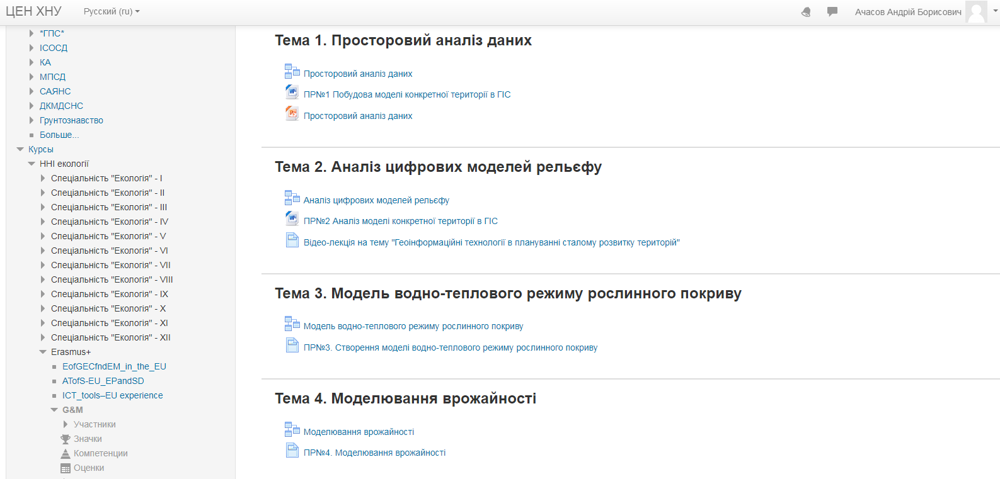 ЦЕН ХНУ
Русский (ru)
Ачасов Андрій Борисович
*ГПС*
ІСОСД
КА
МПСД
САЯНС
ДКМДСНС
Грунтознавство
Больше...
Курсы
ННІ екології
Спеціальність "Екологія" - I
Спеціальність "Екологія" - II
Спеціальність "Екологія" - III
Спеціальність "Екологія" - IV
Спеціальність "Екологія" - V
Спеціальність "Екологія" - VI
Спеціальність "Екологія" - VII
Спеціальність "Екологія" - VIII
Спеціальність "Екологія" - IX
Спеціальність "Екологія" - X
Спеціальність "Екологія" - XI
Спеціальність "Екологія" - XII
Erasmus+
EofGECfndEM_in_the_EU
ATofS-EU_EPandSD
ICT_tools–EU experience
G&M
Участники
Значки
Компетенции
Оценки
Тема 1. Просторовий аналіз даних
Просторовий аналіз даних
ПР№1 Побудова моделі конкретної території в ГІС
Просторовий аналіз даних
Тема 2. Аналіз цифрових моделей рельєфу
Аналіз цифрових моделей рельєфу
ПР№2 Аналіз моделі конкретної території в ГІС
Відео-лекція на тему "Геоінформаційні технології в плануванні сталому розвитку територій"
Тема 3. Модель водно-теплового режиму рослинного покриву
Модель водно-теплового режиму рослинного покриву
ПР№3. Створення моделі водно-теплового режиму рослинного покриву
Тема 4. Моделювання врожайності
Моделювання врожайності
ПР№4. Моделювання врожайності